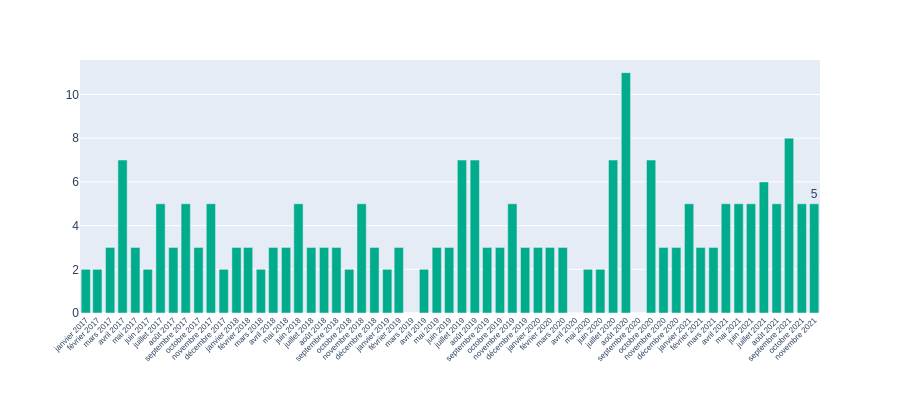 10
8
6
4
2
0
5
janvier 2017
février 2017
mars 2017
avril 2017
mai 2017
juin 2017
juillet 2017
août 2017
septembre 2017
octobre 2017
novembre 2017
décembre 2017
janvier 2018
février 2018
mars 2018
avril 2018
mai 2018
juin 2018
juillet 2018
août 2018
septembre 2018
octobre 2018
novembre 2018
décembre 2018
janvier 2019
février 2019
mars 2019
avril 2019
mai 2019
juin 2019
juillet 2019
août 2019
septembre 2019
octobre 2019
novembre 2019
décembre 2019
janvier 2020
février 2020
mars 2020
avril 2020
mai 2020
juin 2020
juillet 2020
août 2020
septembre 2020
octobre 2020
novembre 2020
décembre 2020
janvier 2021
février 2021
mars 2021
avril 2021
mai 2021
juin 2021
juillet 2021
août 2021
septembre 2021
octobre 2021
novembre 2021